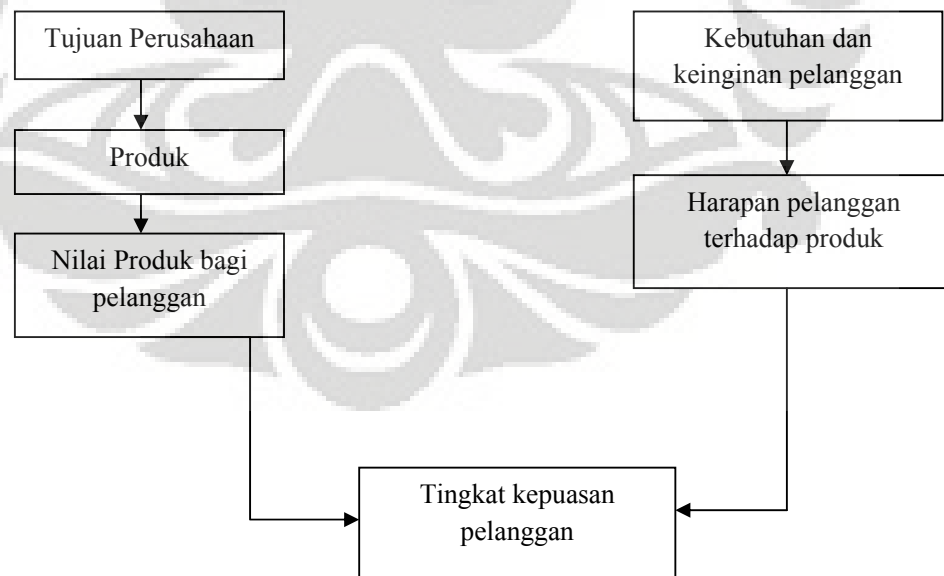 Tujuan Perusahaan
Produk
Nilai Produk bagi
pelanggan
Kebutuhan dan
keinginan pelanggan
Harapan pelanggan
terhadap produk
Tingkat kepuasan
pelanggan